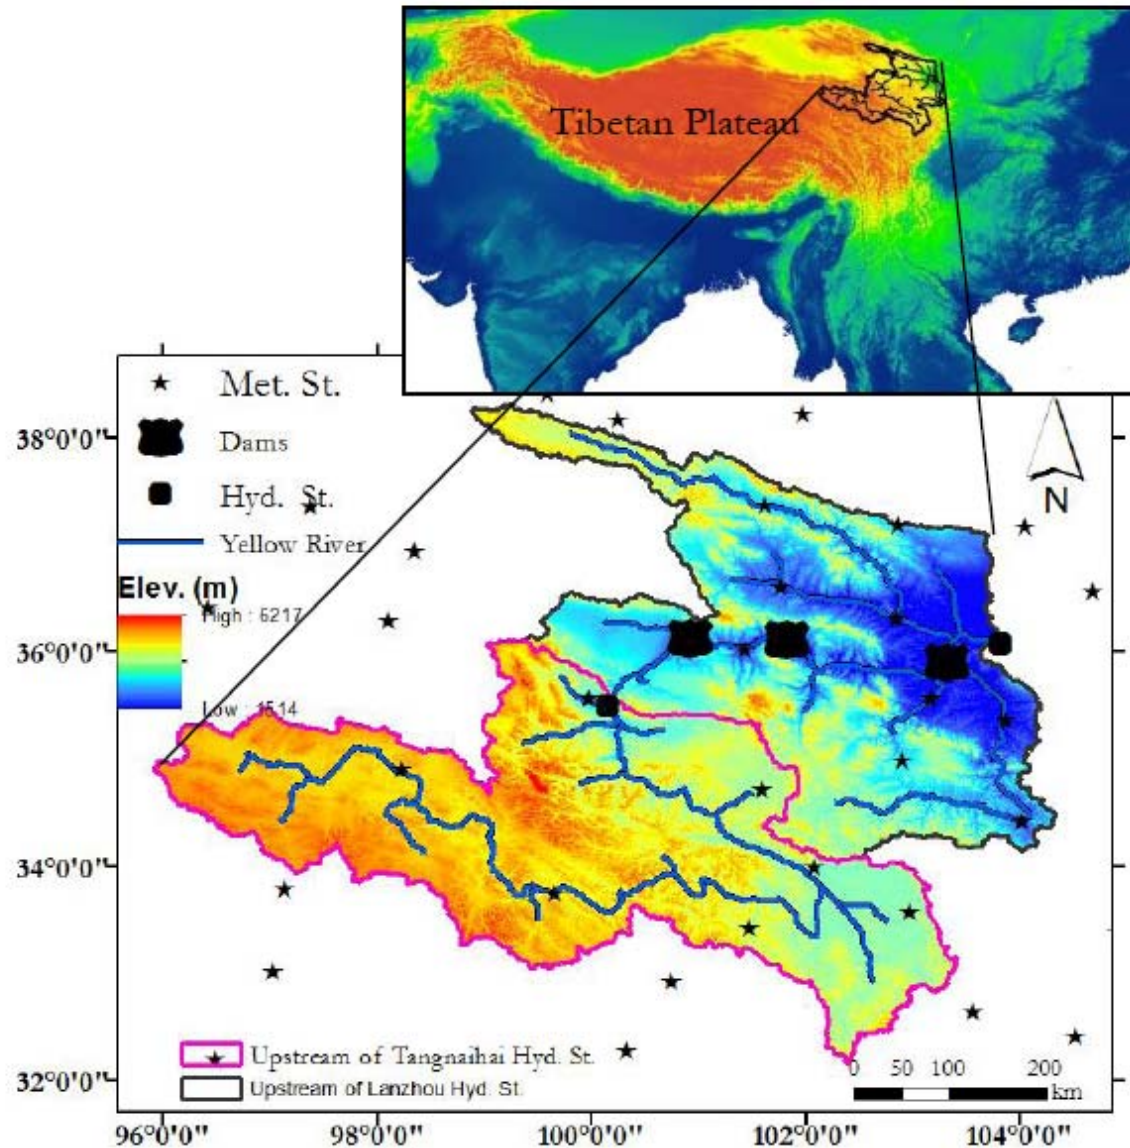 Tibetan Plateau
Met. St.
Dams
Hyd. St.
Yellow River
Elev. (m)
High : 6217
Low : 1514
38°0'0"
36°0'0"
34°0'0"
32°0'0"
N
Upstream of Tangnaihai Hyd. St.
Upstream of Lanzhou Hyd. St.
0 50 100 200
km
96°0'0" 98°0'0" 100°0'0" 102°0'0" 104°0'0"